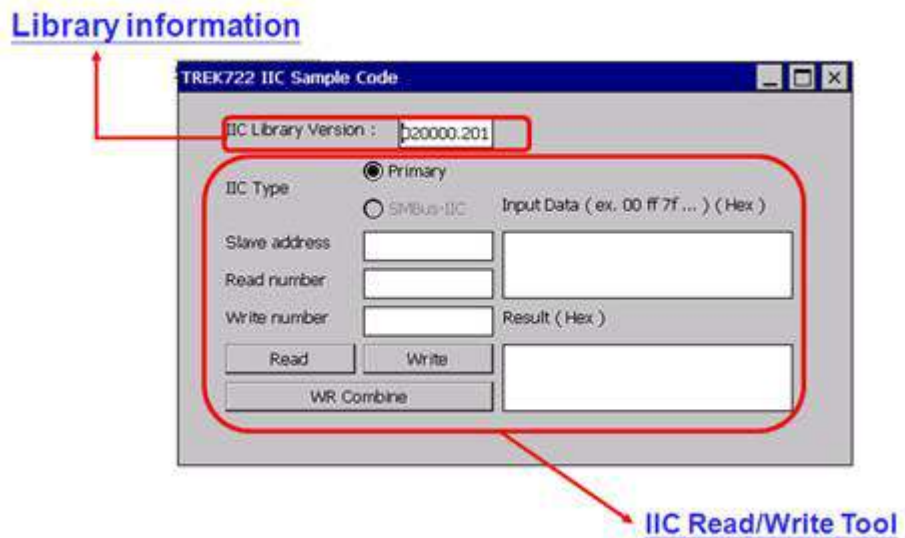 Library information
TREK722 IIC Sample Code
IIC Library Version : 020000.201
IIC Type
Primary
SMBus-IIC
Input Data ( ex. 00 ff 7f ... ) ( Hex )
Slave address
Read number
Write number
Result ( Hex )
Read
Write
WR Combine
IIC Read/Write Tool